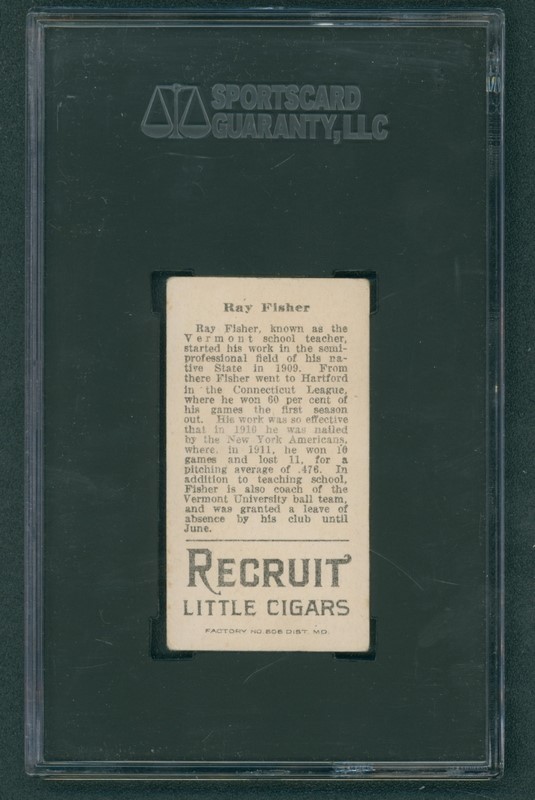 SPORTSCARD
GUARANTY, LLC
Ray Fisher
Ray Fisher, known as the
Vermont school teacher,
started his work in the semi-
professional field of his na-
tive State in 1909. From
there Fisher went to Hartford
in the Connecticut League,
where he won 60 per cent of
his games the first season
out. His work was so effective
that in 1910 he was nailed
by the New York Americans,
where, in 1911, he won 10
games and lost 11, for a
pitching average of .476. In
addition to teaching school,
Fisher is also coach of the
Vermont University ball team,
and was granted a leave of
absence by his club until
June.
RECRUIT
LITTLE CIGARS
FACTORY NO. 606 DIST. MD.